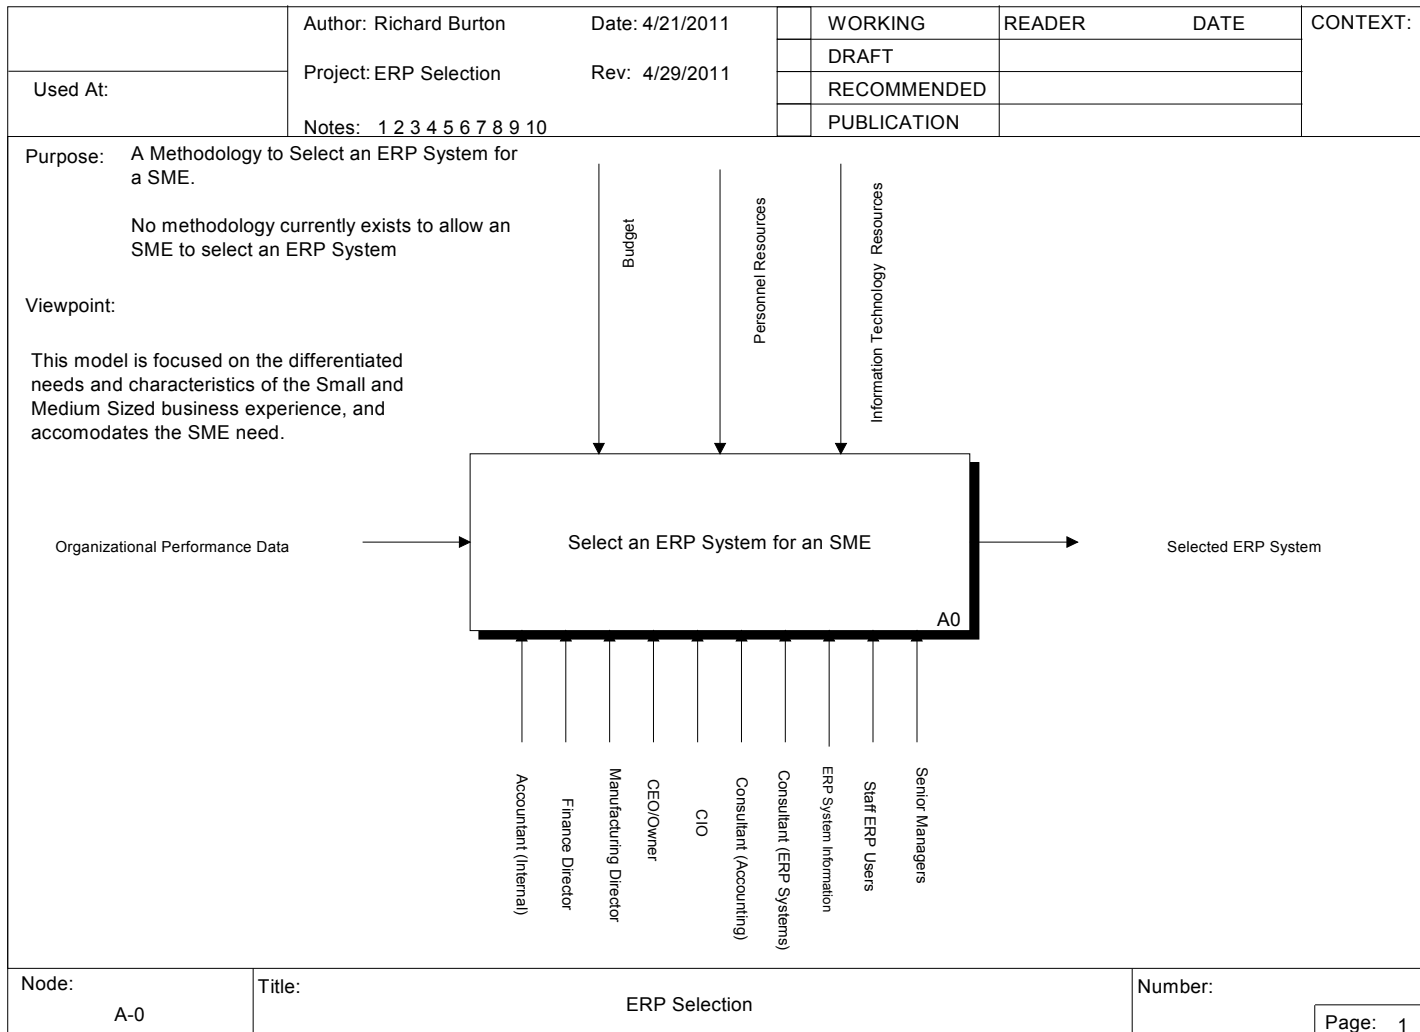 Author: Richard Burton
Date: 4/21/2011
WORKING
READER
DATE
CONTEXT:
DRAFT
Used At:
Project: ERP Selection
Rev: 4/29/2011
RECOMMENDED
Notes: 1 2 3 4 5 6 7 8 9 10
PUBLICATION
Purpose:
A Methodology to Select an ERP System for
a SME.
No methodology currently exists to allow an
SME to select an ERP System
Viewpoint:
This model is focused on the differentiated
needs and characteristics of the Small and
Medium Sized business experience, and
accomodates the SME need.
Budget
Personnel Resources
Information Technology Resources
Organizational Performance Data
Select an ERP System for an SME
A0
Selected ERP System
Accountant (Internal)
Finance Director
Manufacturing Director
CEO/Owner
CIO
Consultant (Accounting)
Consultant (ERP Systems)
ERP System Information
Staff ERP Users
Senior Managers
Node:
A-0
Title:
ERP Selection
Number:
Page: 1